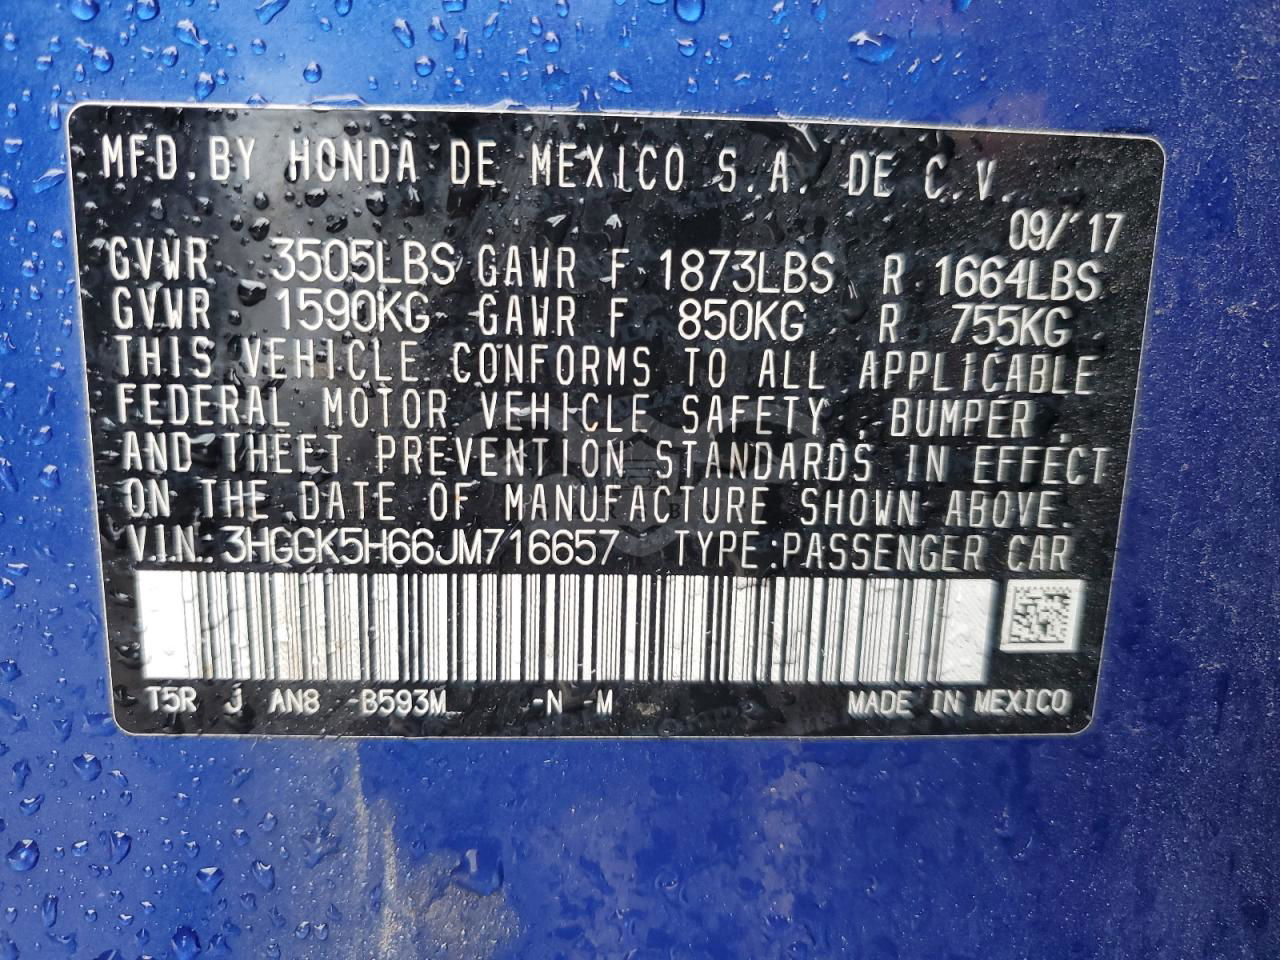 MFD. BY HONDA DE MEXICO S.A. DE C.V.
09/'17
GVWR 3505LBS GAWR F 1873LBS R 1664LBS
GVWR 1590KG GAWR F 850KG R 755KG
THIS VEHICLE CONFORMS TO ALL APPLICABLE
FEDERAL MOTOR VEHICLE SAFETY, BUMPER,
AND THEFT PREVENTION STANDARDS IN EFFECT
ON THE DATE OF MANUFACTURE SHOWN ABOVE.
V.I.N.:3HGGK5H66JM716657 TYPE:PASSENGER CAR
T5R J AN8 -B593M -N -M MADE IN MEXICO